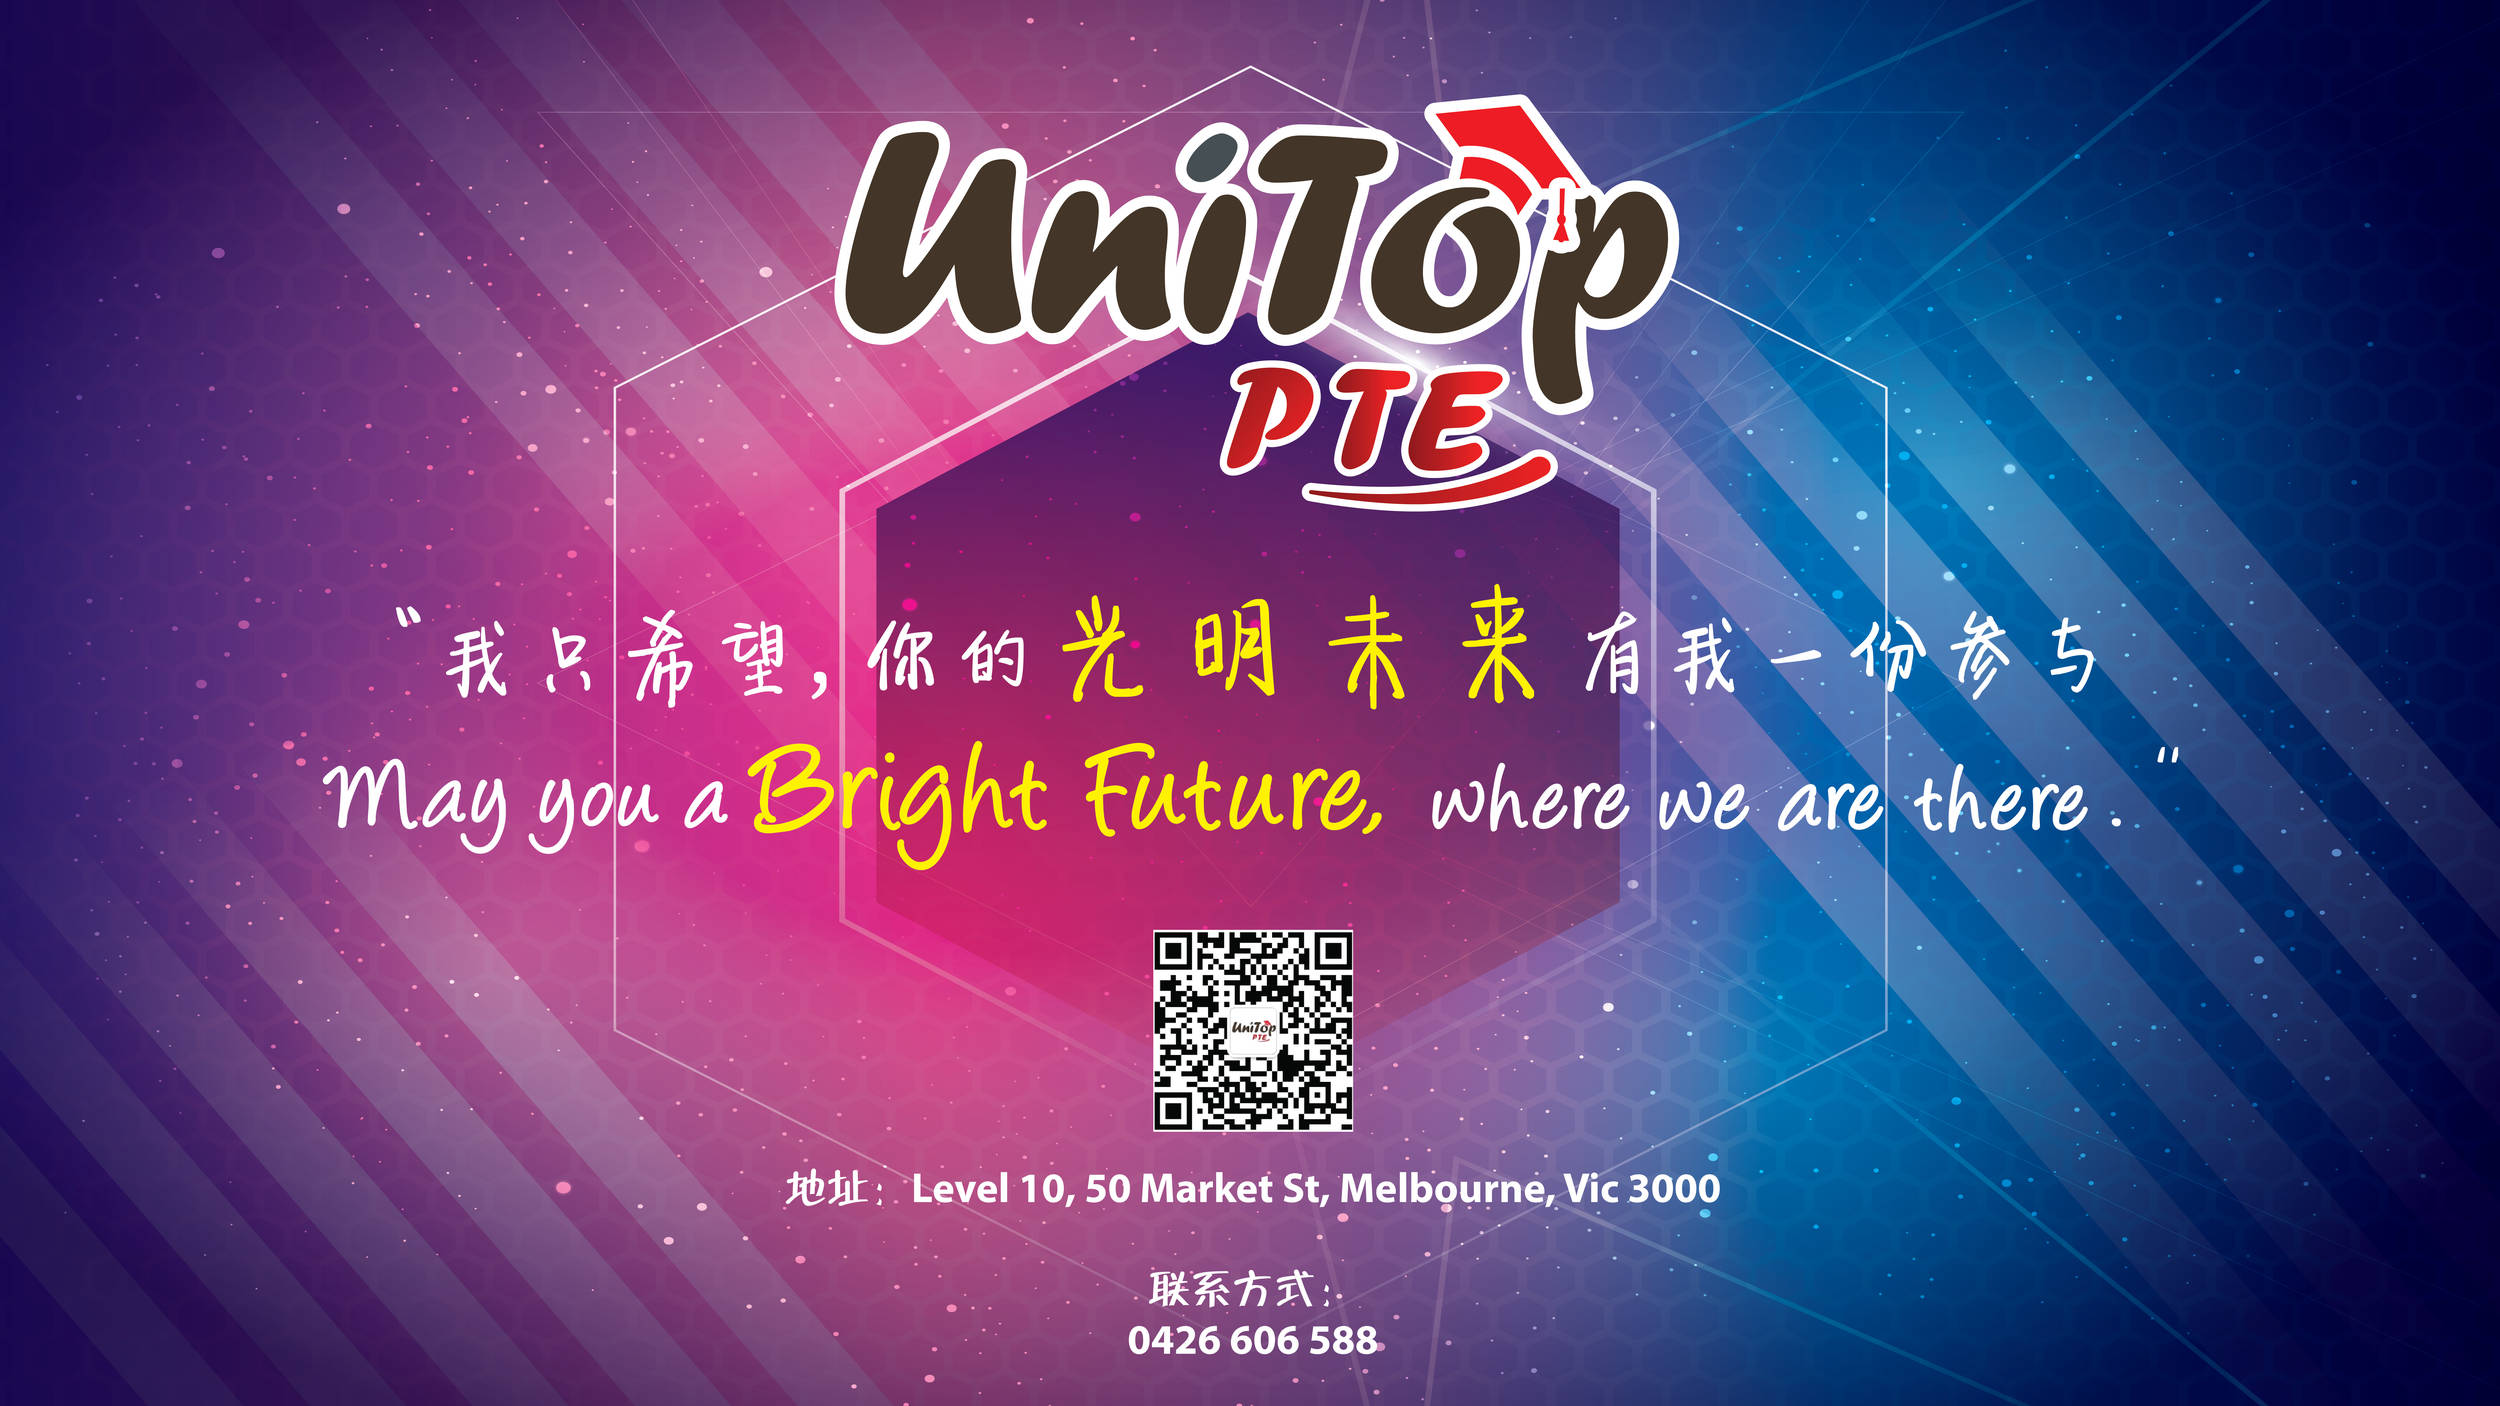 UniTop
PTE
“我只希望,你的光明未来有我一份参与
May you a Bright Future, where we are there. "
UniTop
PTE
地址: Level 10, 50 Market St, Melbourne, Vic 3000
联系方式:
0426 606 588